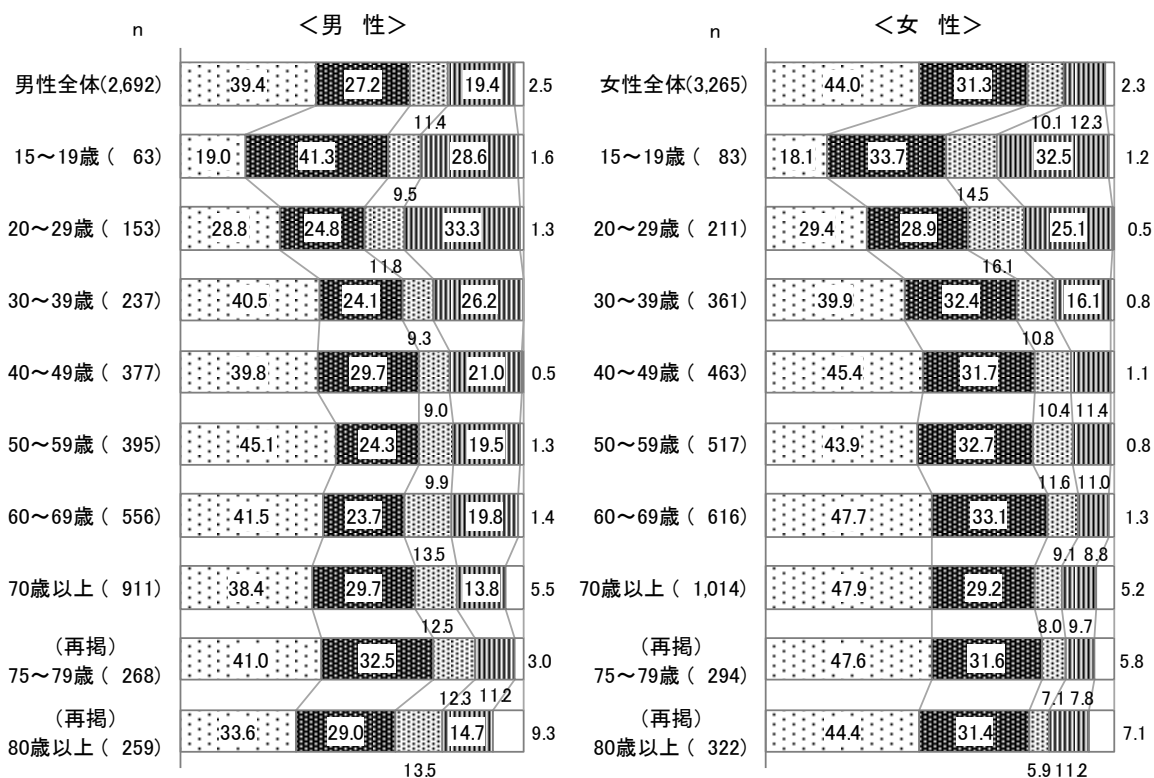 n ＜男 性＞
男性全体(2,692) 39.4 27.2 19.4 2.5
11.4
15～19歳( 63) 19.0 41.3 28.6 1.6
9.5
20～29歳( 153) 28.8 24.8 33.3 1.3
11.8
30～39歳( 237) 40.5 24.1 26.2
9.3
40～49歳( 377) 39.8 29.7 21.0 0.5
9.0
50～59歳( 395) 45.1 24.3 19.5 1.3
9.9
60～69歳( 556) 41.5 23.7 19.8 1.4
13.5
70歳以上( 911) 38.4 29.7 13.8 5.5
12.5
(再掲)
75～79歳( 268) 41.0 32.5 3.0
12.3 11.2
(再掲)
80歳以上( 259) 33.6 29.0 14.7 9.3
13.5
n ＜女 性＞
女性全体(3,265) 44.0 31.3 2.3
10.1 12.3
15～19歳( 83) 18.1 33.7 32.5 1.2
14.5
20～29歳( 211) 29.4 28.9 25.1 0.5
16.1
30～39歳( 361) 39.9 32.4 16.1 0.8
10.8
40～49歳( 463) 45.4 31.7 1.1
10.4 11.4
50～59歳( 517) 43.9 32.7 0.8
11.6 11.0
60～69歳( 616) 47.7 33.1 1.3
9.1 8.8
70歳以上( 1,014) 47.9 29.2 5.2
8.0 9.7
(再掲)
75～79歳( 294) 47.6 31.6 5.8
7.1 7.8
(再掲)
80歳以上( 322) 44.4 31.4 7.1
5.9 11.2